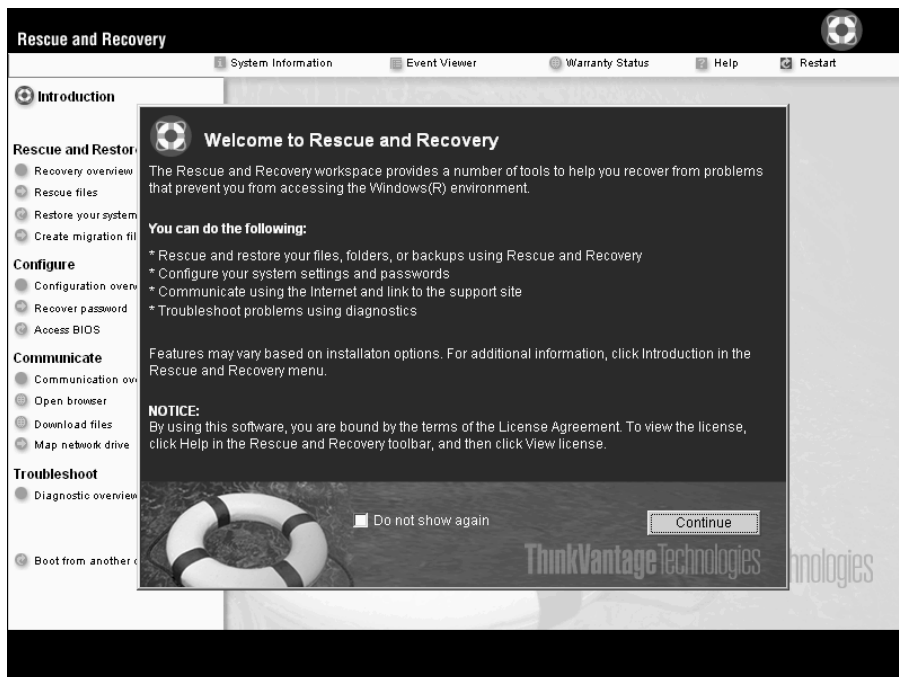 Rescue and Recovery
System Information
Event Viewer
Warranty Status
Help
Restart
Introduction
Rescue and Restor
Recovery overview
Rescue files
Restore your system
Create migration fil
Configure
Configuration overv
Recover password
Access BIOS
Communicate
Communication ov
Open browser
Download files
Map network drive
Troubleshoot
Diagnostic overview
Boot from another
Welcome to Rescue and Recovery
The Rescue and Recovery workspace provides a number of tools to help you recover from problems
that prevent you from accessing the Windows(R) environment.
You can do the following:
* Rescue and restore your files, folders, or backups using Rescue and Recovery
* Configure your system settings and passwords
* Communicate using the Internet and link to the support site
* Troubleshoot problems using diagnostics
Features may vary based on installaton options. For additional information, click Introduction in the
Rescue and Recovery menu.
NOTICE:
By using this software, you are bound by the terms of the License Agreement. To view the license,
click Help in the Rescue and Recovery toolbar, and then click View license.
Do not show again
Continue
ThinkVantage Technologies
hnologies